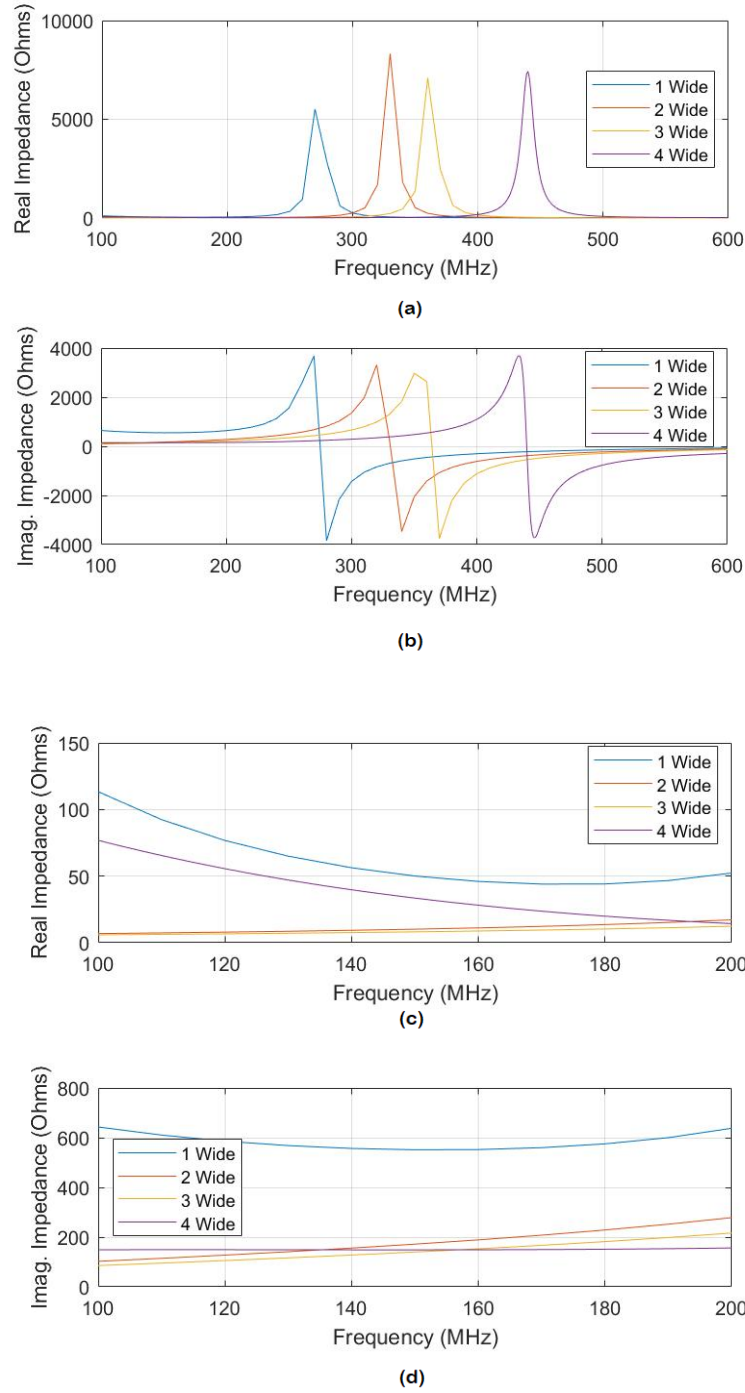 Real Impedance (Ohms)
10000
5000
0
1 Wide
2 Wide
3 Wide
4 Wide
100 200 300 400 500 600
Frequency (MHz)
(a)
Imag. Impedance (Ohms)
4000
2000
0
-2000
-4000
1 Wide
2 Wide
3 Wide
4 Wide
100 200 300 400 500 600
Frequency (MHz)
(b)
Real Impedance (Ohms)
150
100
50
0
1 Wide
2 Wide
3 Wide
4 Wide
100 120 140 160 180 200
Frequency (MHz)
(c)
Imag. Impedance (Ohms)
800
600
400
200
0
1 Wide
2 Wide
3 Wide
4 Wide
100 120 140 160 180 200
Frequency (MHz)
(d)